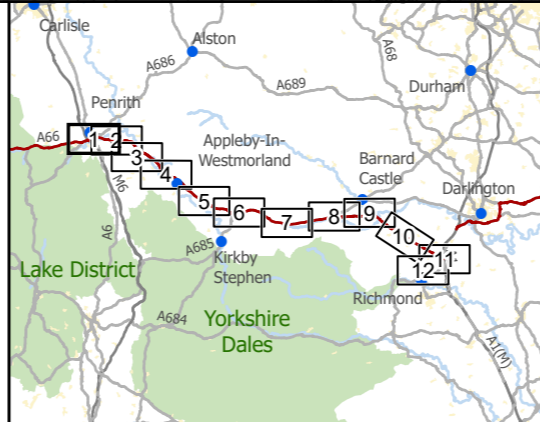 Carlisle
Alston
A686
A68
A689
Durham
Penrith
A66
1
2
3
4
5
6
7
8
9
10
11
12
Appleby-In-
Westmorland
Barnard
Castle
Darlington
M6
A6
A685
Kirkby
Stephen
Lake District
Richmond
A684
Yorkshire
Dales
A1(M)